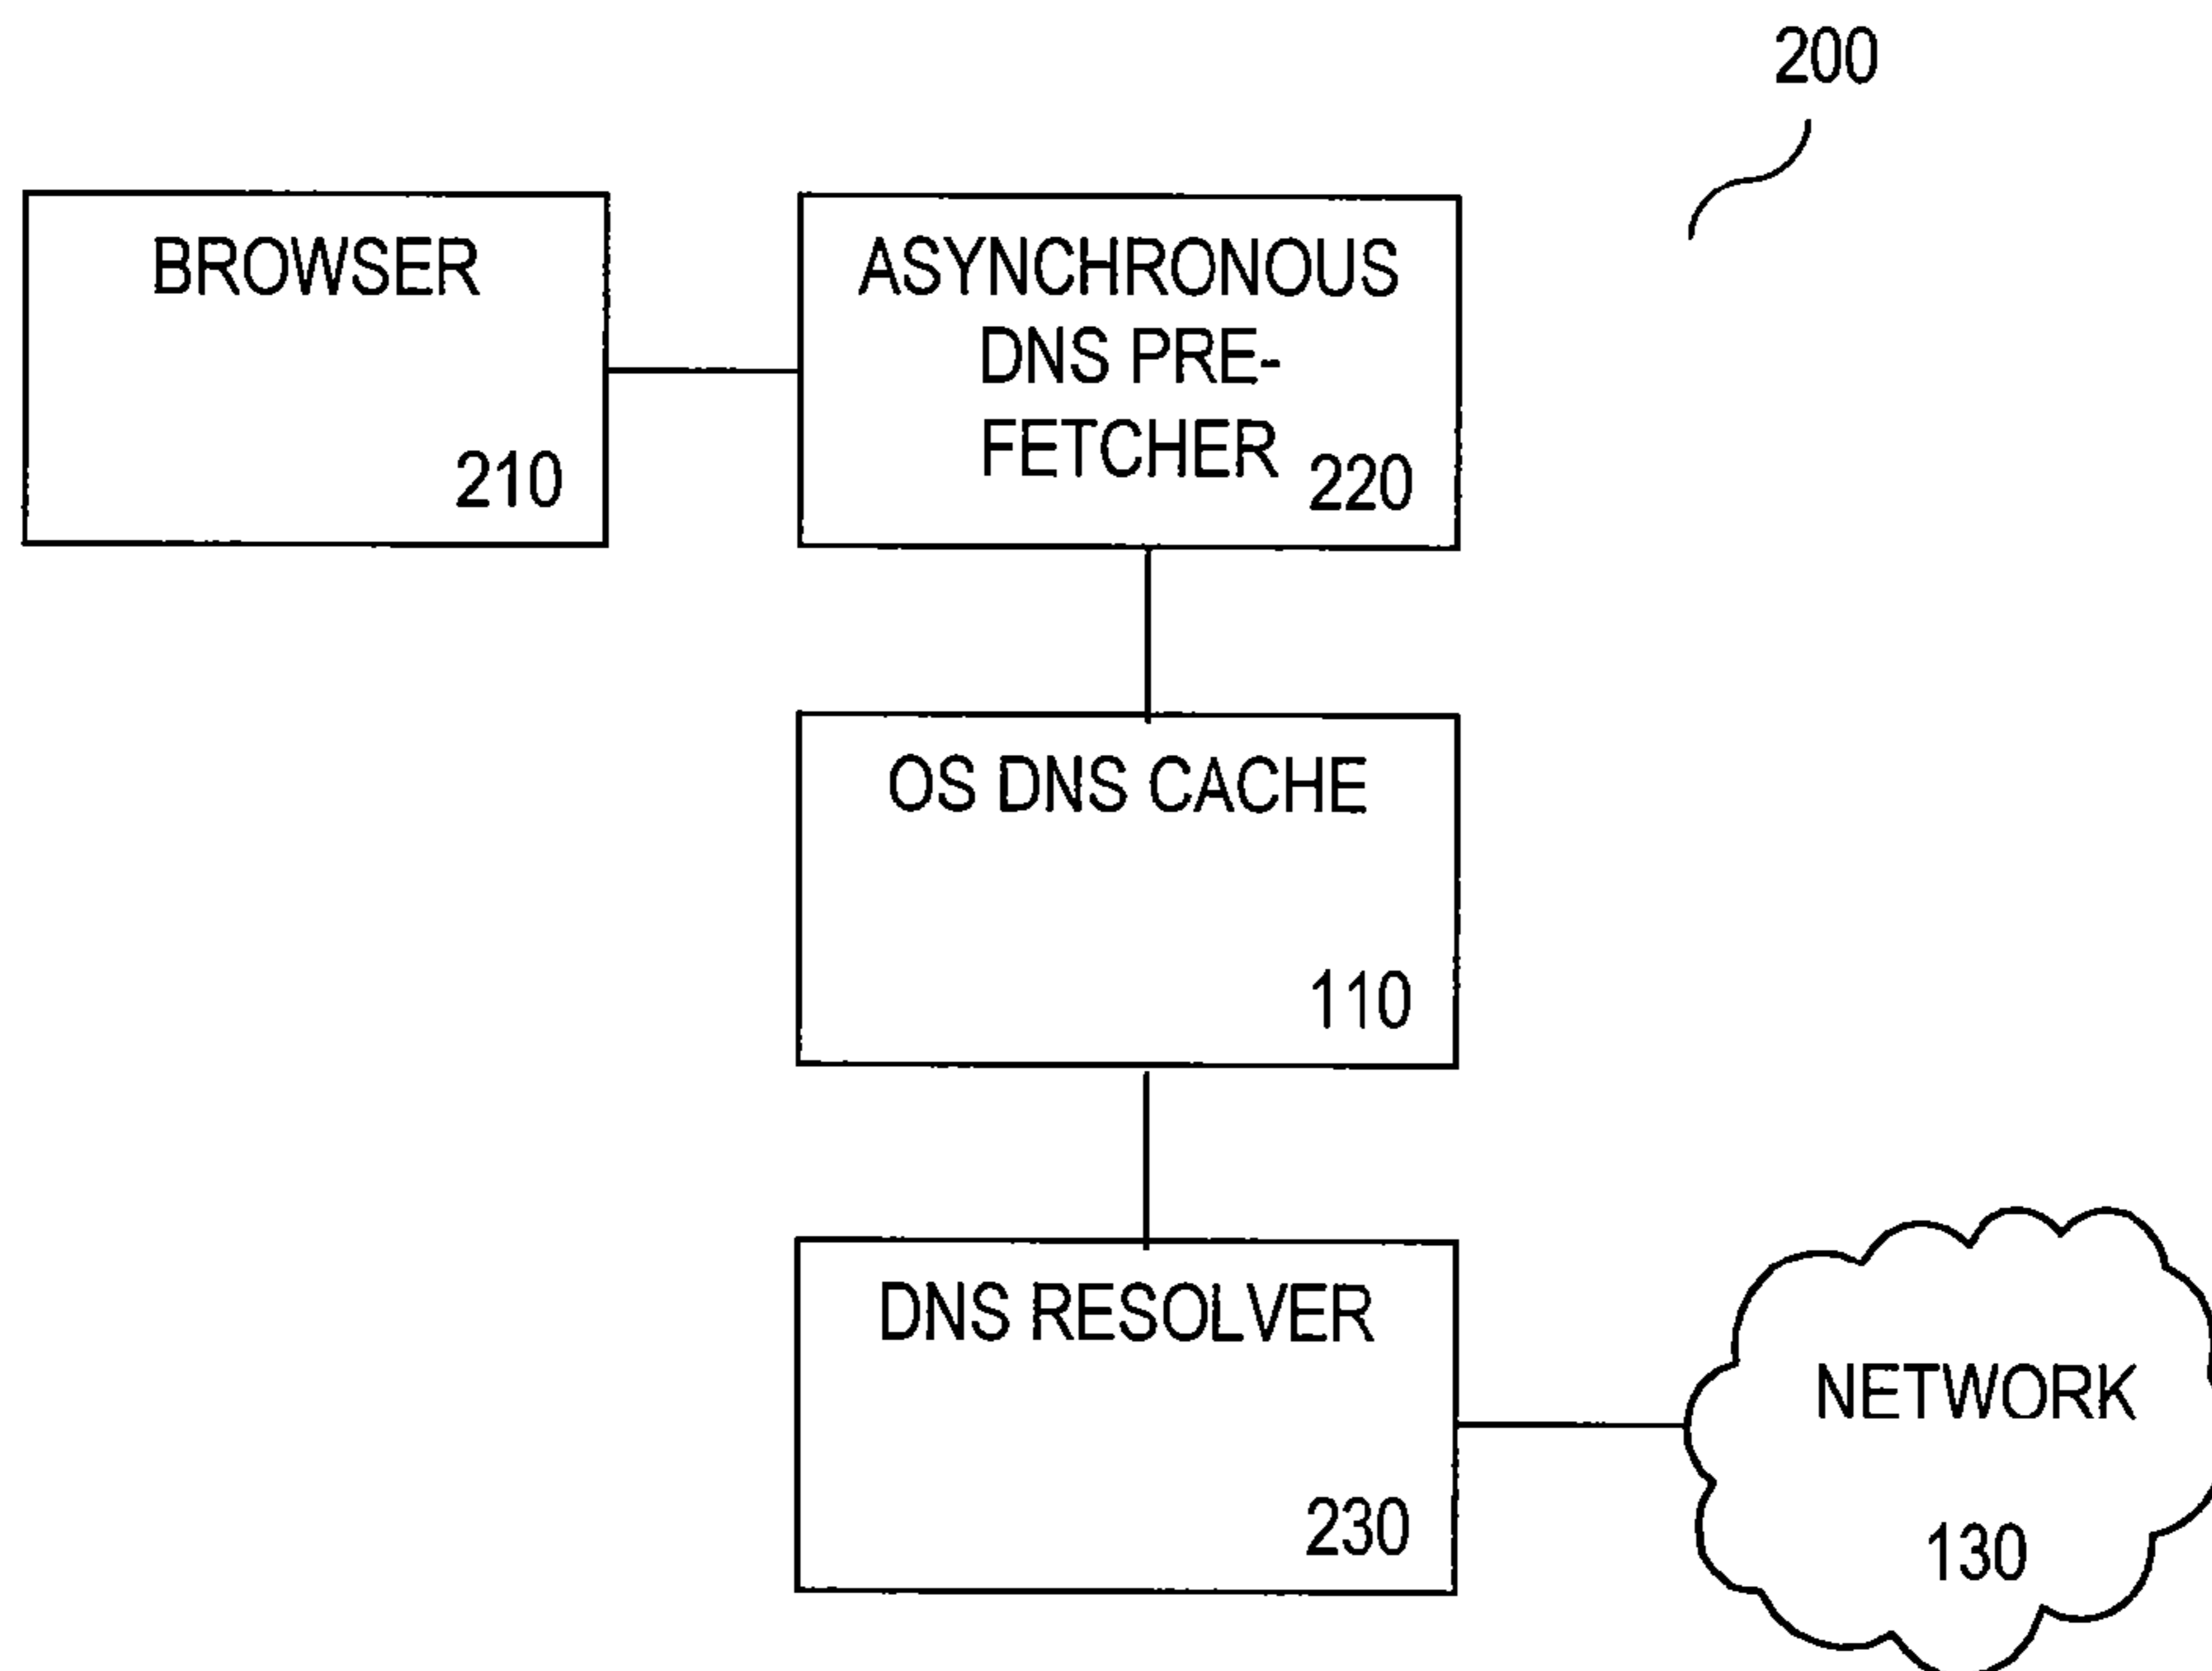 200
BROWSER
210
ASYNCHRONOUS
DNS PRE-
FETCHER
220
OS DNS CACHE
110
DNS RESOLVER
230
NETWORK
130